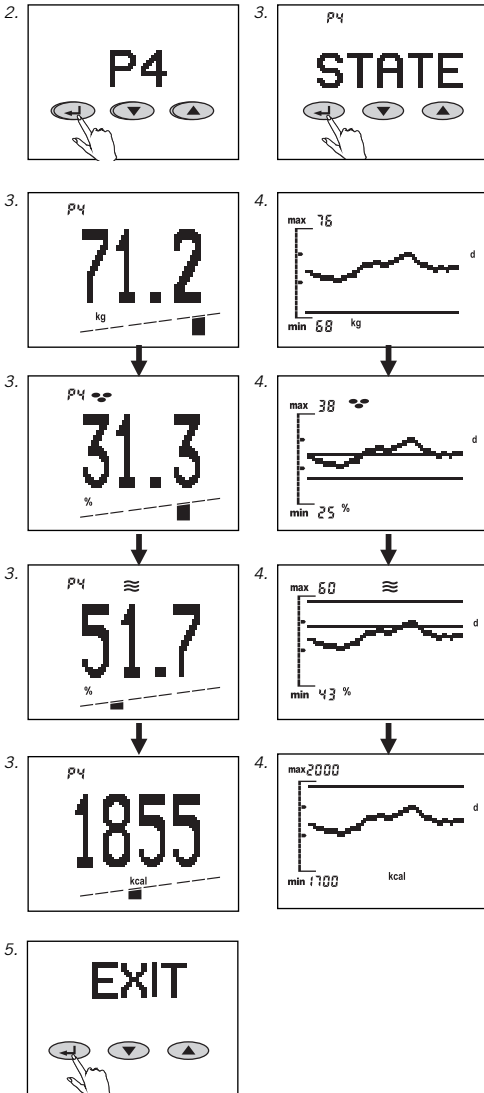 2.
P4
3.
P4
STATE
3.
P4
71.2
kg
4.
max 76
d
min 68 kg
3.
P4
31.3
%
4.
max 38
d
min 25 %
3.
P4
51.7
%
4.
max 60
d
min 43 %
3.
P4
1855
kcal
4.
max 2000
d
min 1700 kcal
5.
EXIT